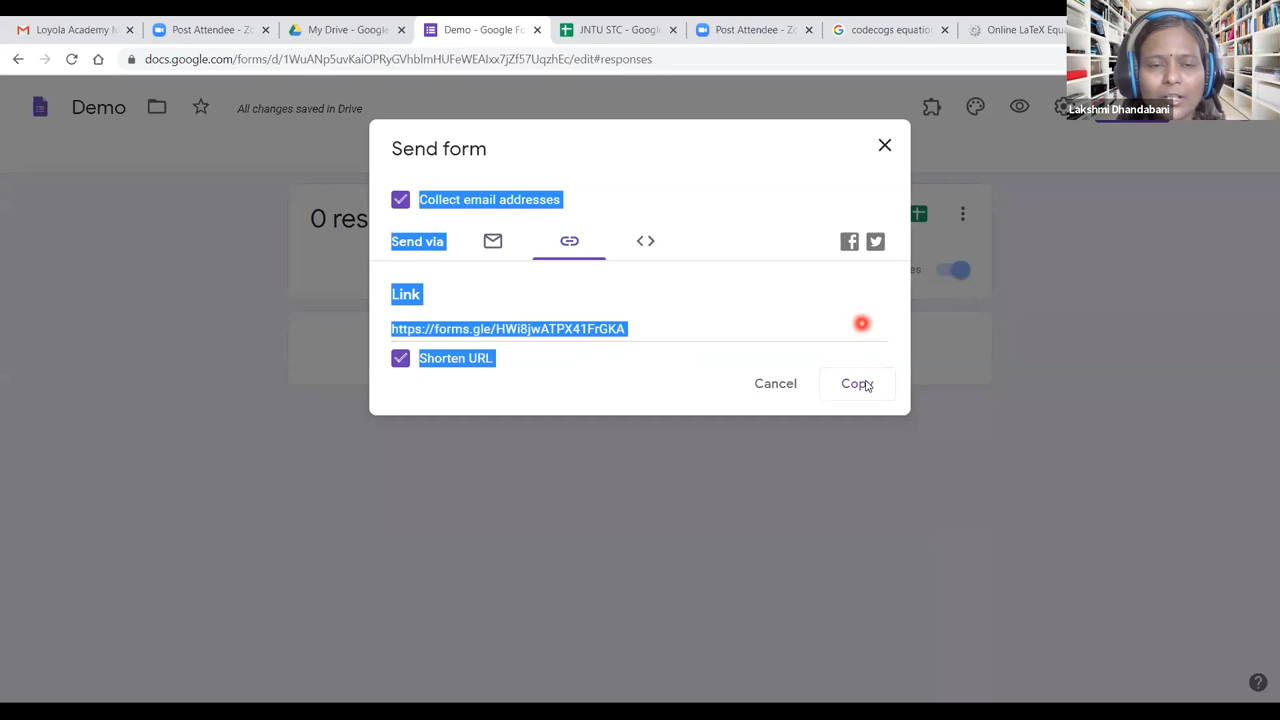 Loyola Academy M
Post Attendee - Zo
My Drive - Google
Demo - Google Fo
JNTU STC - Googl
Post Attendee - Zo
codecogs equatio
Online LaTeX Equ
docs.google.com/forms/d/
/edit#responses
Demo
All changes saved in Drive
Lakshmi Dhandabani
Send form
Collect email addresses
0 res
Send via
es
Link
https://forms.gle/HWi8jwATPX41FrGKA
Shorten URL
Cancel
Copy